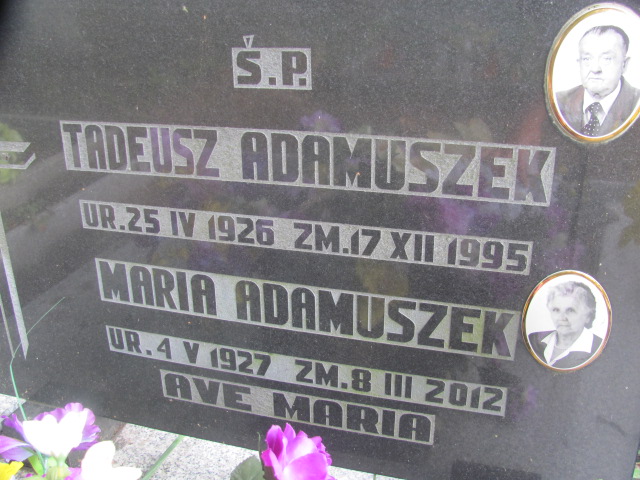 Ś.P.
TADEUSZ ADAMUSZEK
UR.25 IV 1926 ZM.17 XII 1995
MARIA ADAMUSZEK
UR. 4 V 1927 ZM.8 III 2012
AVE MARIA